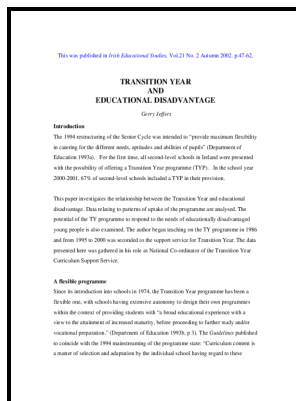 This was published in Irish Educational Studies, Vol.21 No. 2 Autumn 2002, p.47-62.
TRANSITION YEAR
AND
EDUCATIONAL DISADVANTAGE
Gerry Jeffers
Introduction
The 1994 restructuring of the Senior Cycle was intended to “provide maximum flexibility
in catering for the different needs, aptitudes and abilities of pupils” (Department of
Education 1993a). For the first time, all second-level schools in Ireland were presented
with the possibility of offering a Transition Year programme (TYP). In the school year
2000-2001, 67% of second-level schools included a TYP in their provision.
This paper investigates the relationship between the Transition Year and educational
disadvantage. Data relating to patterns of uptake of the programme are analysed. The
potential of the TY programme to respond to the needs of educationally disadvantaged
young people is also examined. The author began teaching on the TY programme in 1986
and from 1995 to 2000 was seconded to the support service for Transition Year. The data
presented here was gathered in his role as National Co-ordinator of the Transition Year
Curriculum Support Service.
A flexible programme
Since its introduction into schools in 1974, the Transition Year programme has been a
flexible one, with schools having extensive autonomy to design their own programmes
within the context of providing students with “a broad educational experience with a
view to the attainment of increased maturity, before proceeding to further study and/or
vocational preparation.” (Department of Education 1993b, p 3). The Guidelines published
to coincide with the 1994 mainstreaming of the programme state: “Curriculum content is
a matter of selection and adaptation by the individual school having regard to these